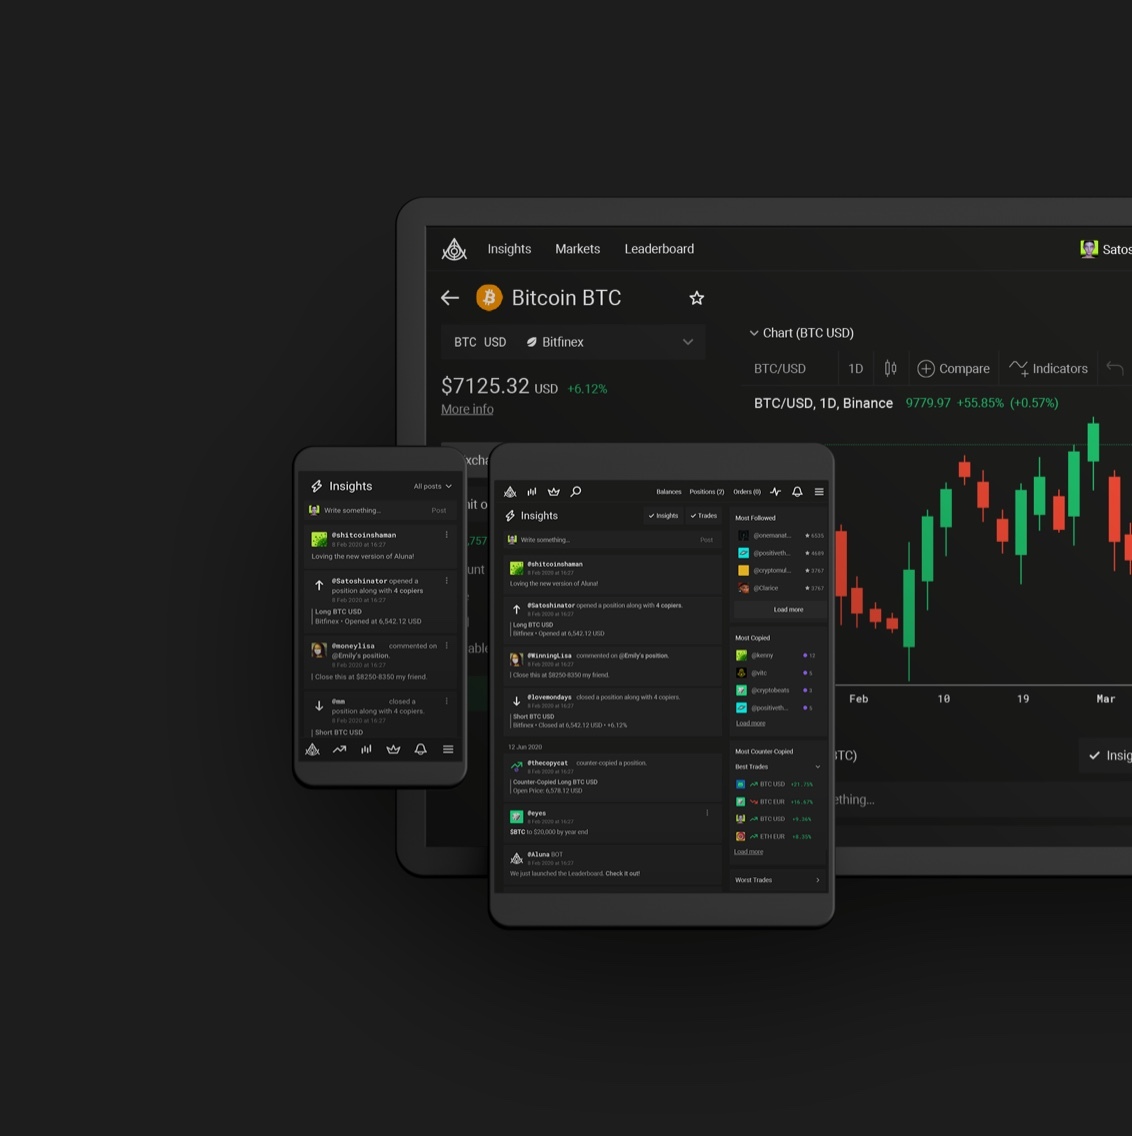 Insights Markets Leaderboard Satos
Bitcoin BTC
BTC USD Bitfinex
$7125.32 USD +6.12%
More info
Chart (BTC USD)
BTC/USD 1D Compare Indicators
BTC/USD, 1D, Binance 9779.97 +55.85% (+0.57%)
Feb 10 19 Mar
TC)
Insig
ething...
xcha
it o
,757
unt
able
Insights All posts
Write something... Post
@shitcoinshaman
8 Feb 2020 at 16:27
Loving the new version of Aluna!
@Satoshinator opened a
position along with 4 copiers
8 Feb 2020 at 16:27
Long BTC USD
Bitfinex • Opened at 6,542.12 USD
@moneylisa commented on
@Emily's position.
8 Feb 2020 at 16:27
Close this at $8250-8350 my friend.
@mm closed a
position along with 4 copiers.
8 Feb 2020 at 16:27
Short BTC USD
Balances Positions (2) Orders (0)
Insights Insights Trades
Write something... Post
@shitcoinshaman
8 Feb 2020 at 16:27
Loving the new version of Aluna!
@Satoshinator opened a position along with 4 copiers.
8 Feb 2020 at 16:27
Long BTC USD
Bitfinex • Opened at 6,542.12 USD
@WinningLisa commented on @Emily's position.
8 Feb 2020 at 16:27
Close this at $8250-8350 my friend.
@lovemondays closed a position along with 4 copiers.
8 Feb 2020 at 16:27
Short BTC USD
Bitfinex • Closed at 6,542.12 USD • +6.12%
12 Jun 2020
@thecopycat counter-copied a position.
8 Feb 2020 at 16:27
Counter-Copied Long BTC USD
Open Price: 6,578.12 USD
@eyes
8 Feb 2020 at 16:27
$BTC to $20,000 by year end
@Aluna BOT
8 Feb 2020 at 16:27
We just launched the Leaderboard. Check it out!
Most Followed
@onemanat...
@positiveth... 4689
@cryptomul... 3767
@Clarice 3767
Load more
Most Copied
@kenny 12
@vitc 5
@cryptobeats 3
@positiveth... 5
Load more
Most Counter-Copied
Best Trades
BTC USD +21.75%
BTC EUR +16.67%
BTC USD +9.36%
ETH EUR +8.35%
Load more
Worst Trades